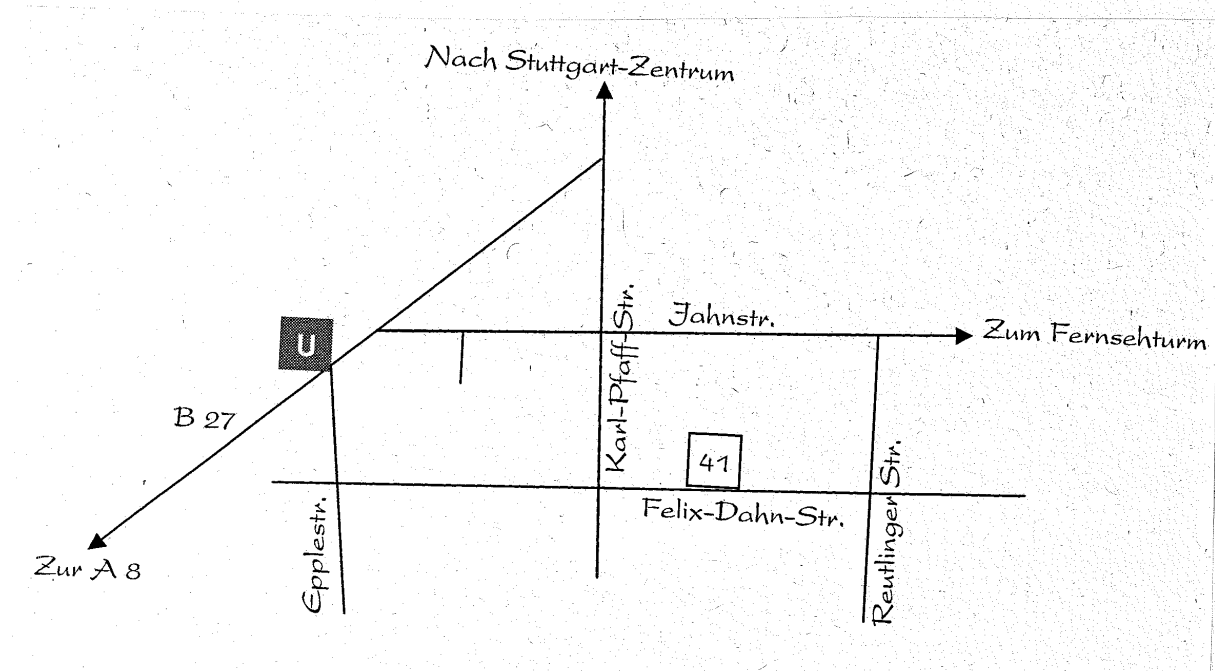 Nach Stuttgart-Zentrum
Jahnstr.
Zum Fernsehturm
U
Karl-Pfaff-Str.
B 27
41
Felix-Dahn-Str.
Reutlinger Str.
Epplestr.
Zur A 8